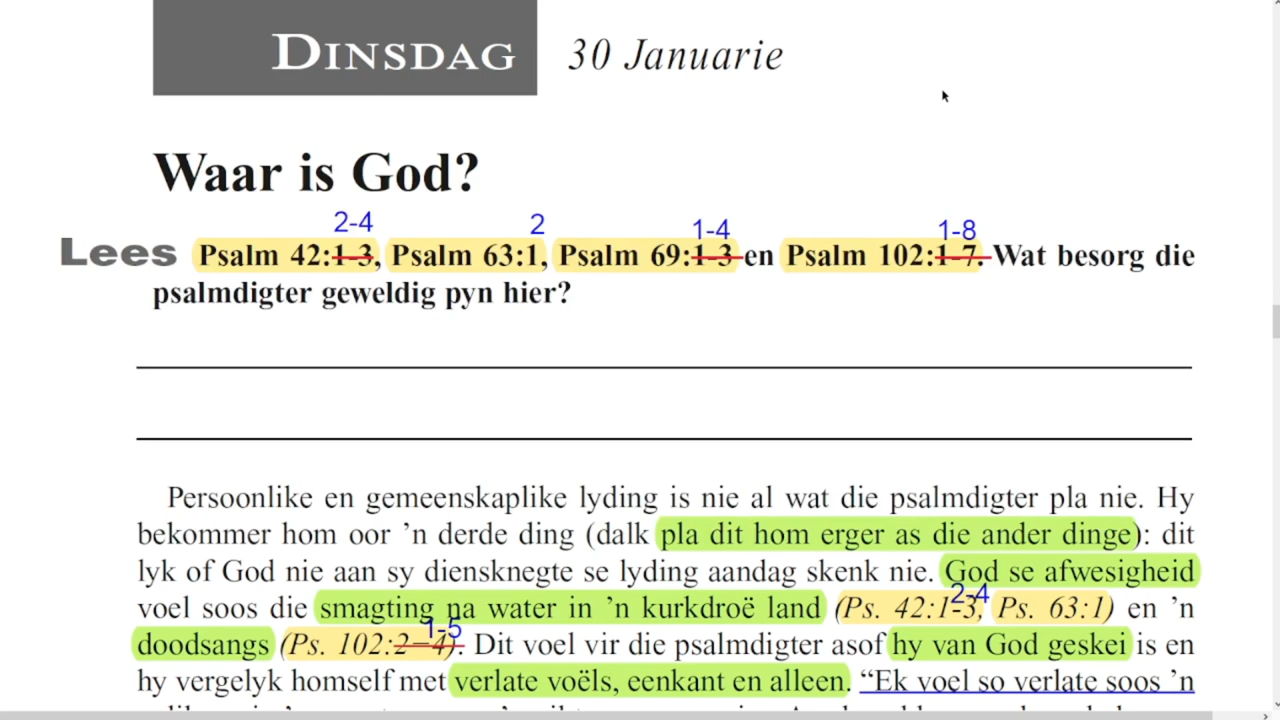 DINSDAG 30 Januarie
Waar is God?
2-4 2 1-4 1-8
Lees Psalm 42:1-3, Psalm 63:1, Psalm 69:1-3 en Psalm 102:1-7. Wat besorg die
psalmdigter geweldig pyn hier?
Persoonlike en gemeenskaplike lyding is nie al wat die psalmdigter pla nie. Hy
bekommer hom oor ’n derde ding (dalk pla dit hom erger as die ander dinge): dit
lyk of God nie aan sy diensknegte se lyding aandag skenk nie. God se afwesigheid
2-4
voel soos die smagting na water in ’n kurkdroë land (Ps. 42:1-3, Ps. 63:1) en ’n
1-5
doodsangs (Ps. 102:2–4). Dit voel vir die psalmdigter asof hy van God geskei is en
hy vergelyk homself met verlate voëls, eenkant en alleen. “Ek voel so verlate soos ’n